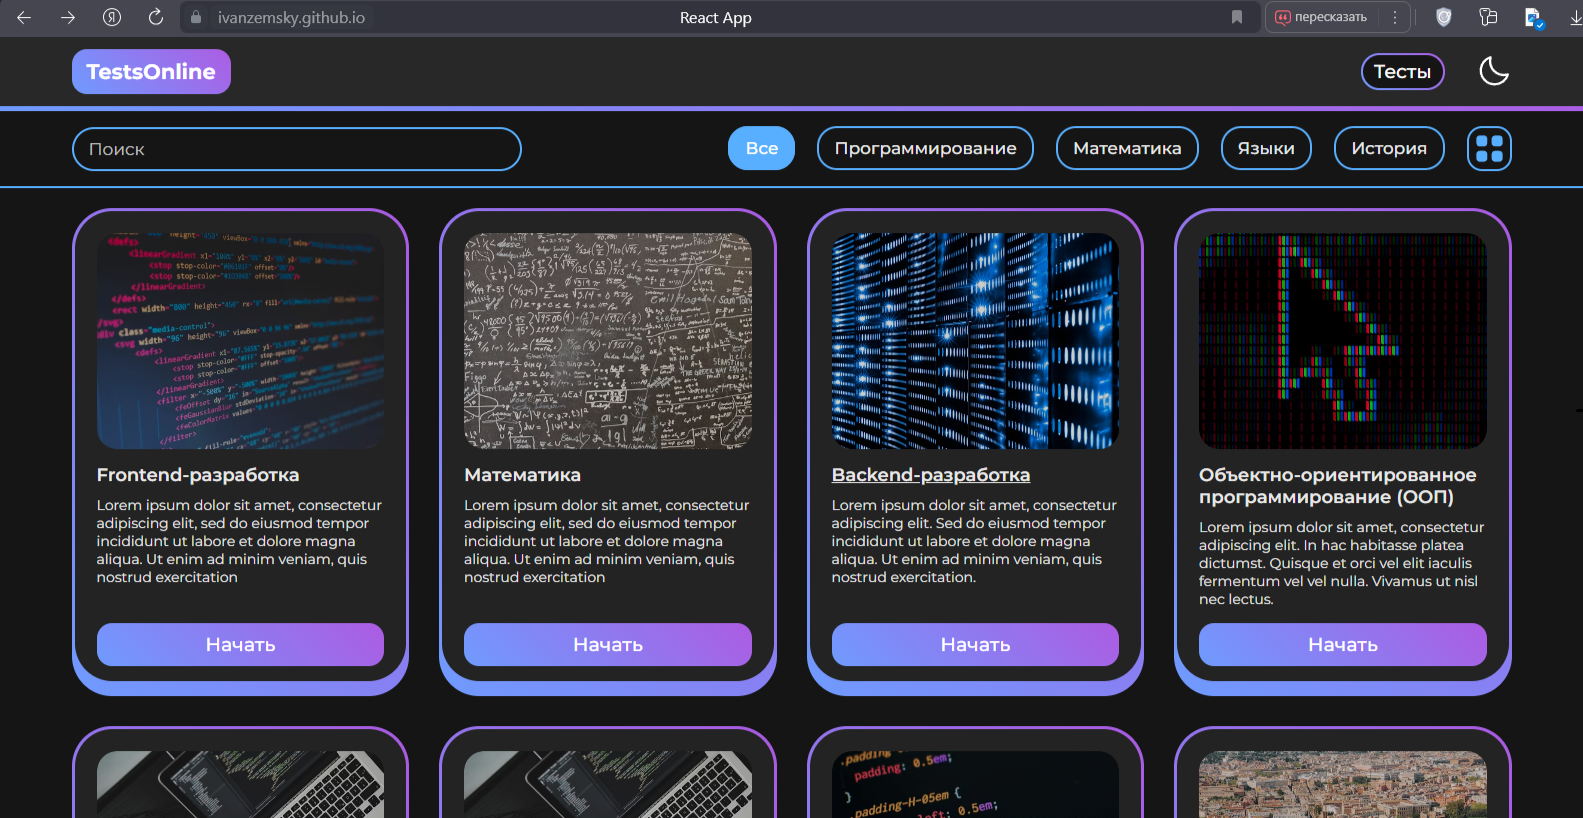 ivanzemsky.github.io
React App
пересказать
TestsOnline
Тесты
Поиск
Все
Программирование
Математика
Языки
История
Frontend-разработка
Lorem ipsum dolor sit amet, consectetur
adipiscing elit, sed do eiusmod tempor
incididunt ut labore et dolore magna
aliqua. Ut enim ad minim veniam, quis
nostrud exercitation
Начать
Математика
Lorem ipsum dolor sit amet, consectetur
adipiscing elit, sed do eiusmod tempor
incididunt ut labore et dolore magna
aliqua. Ut enim ad minim veniam, quis
nostrud exercitation
Начать
Backend-разработка
Lorem ipsum dolor sit amet, consectetur
adipiscing elit. Sed do eiusmod tempor
incididunt ut labore et dolore magna
aliqua. Ut enim ad minim veniam, quis
nostrud exercitation.
Начать
Объектно-ориентированное
программирование (ООП)
Lorem ipsum dolor sit amet, consectetur
adipiscing elit. In hac habitasse platea
dictumst. Quisque et orci vel elit iaculis
fermentum vel vel nulla. Vivamus ut nisl
nec lectus.
Начать
padding: 0.5em;
}
.padding-H-05em {
left: 0.5em;